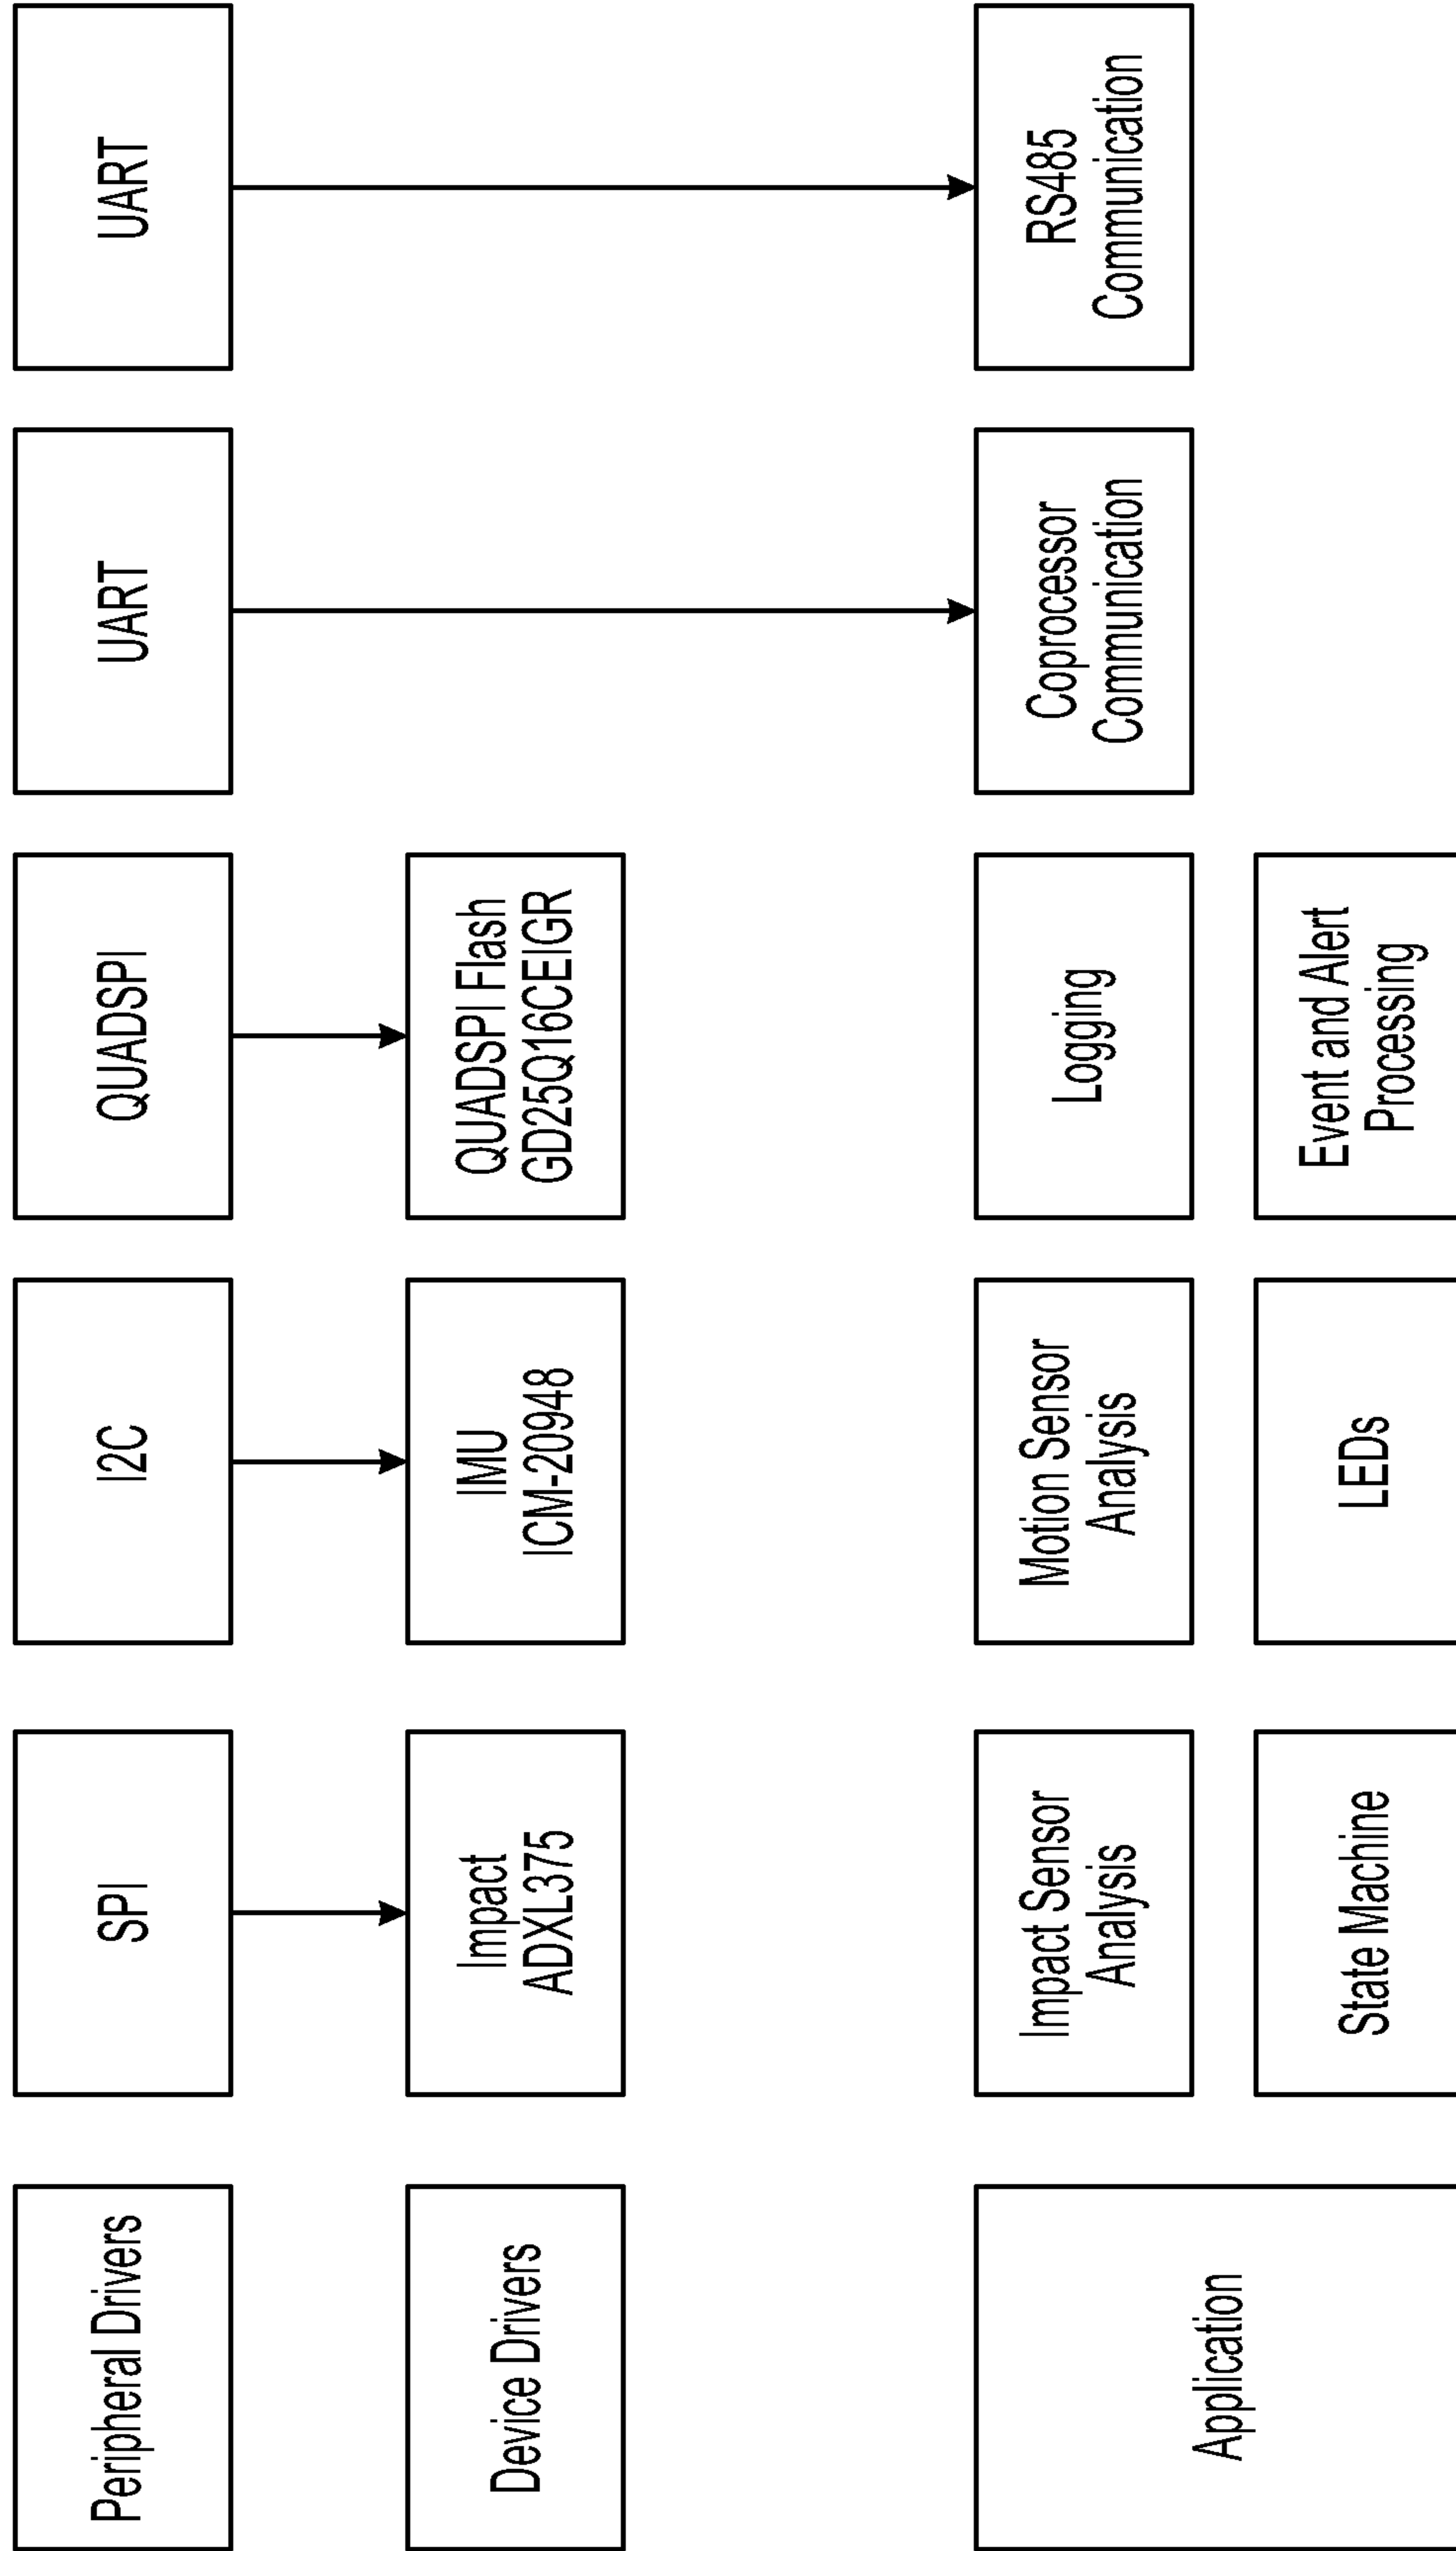 Peripheral Drivers
SPI
I2C
QUADSPI
UART
UART
Device Drivers
Impact
ADXL375
IMU
ICM-20948
QUADSPI Flash
GD25Q16CEIGR
Application
Impact Sensor
Analysis
Motion Sensor
Analysis
Logging
Coprocessor
Communication
RS485
Communication
State Machine
LEDs
Event and Alert
Processing